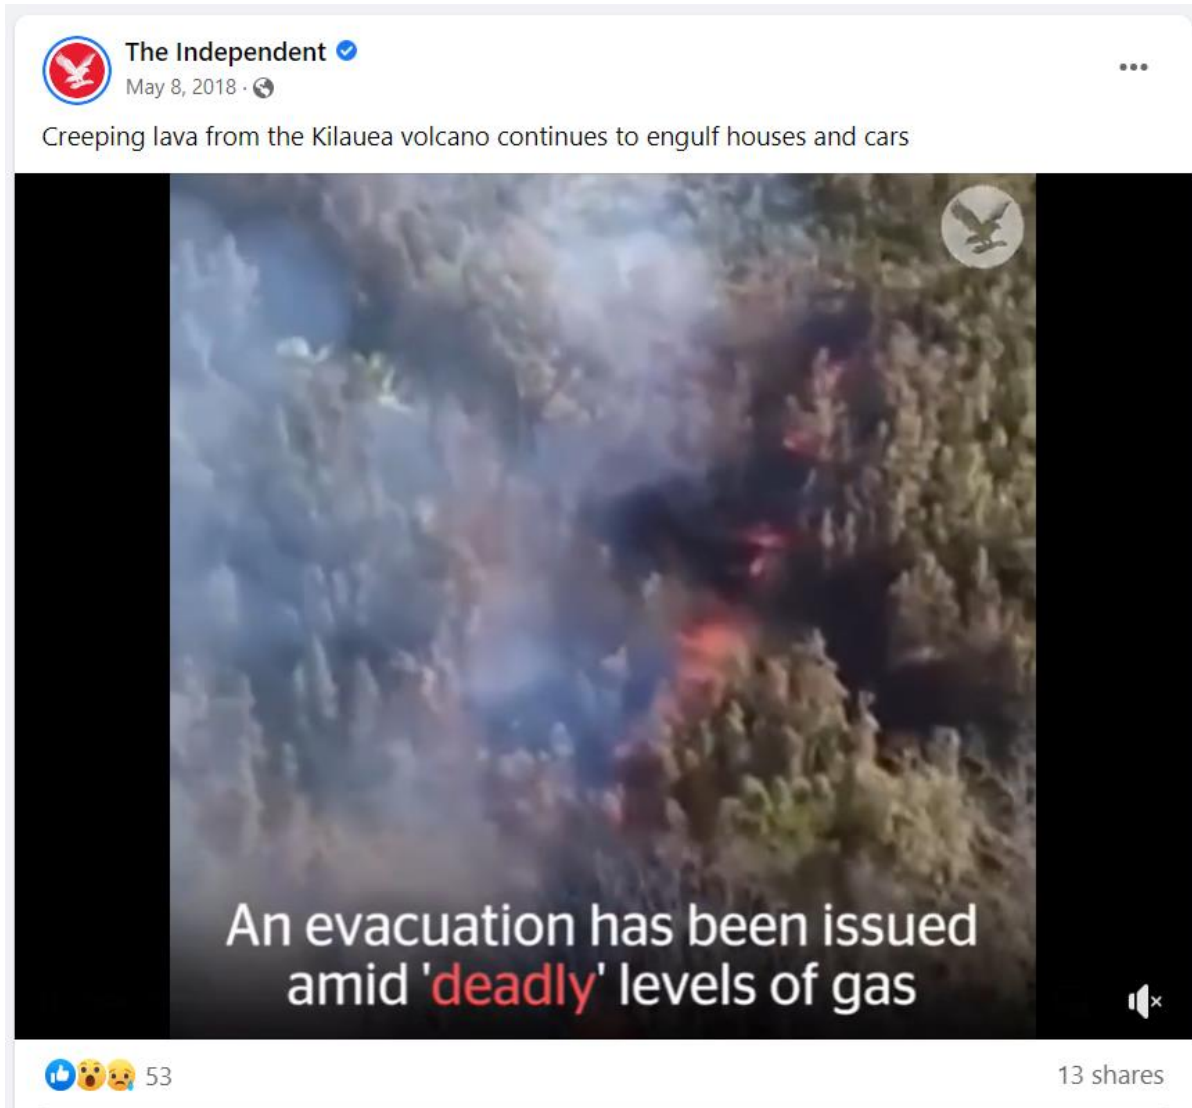 The Independent
May 8, 2018 ·
Creeping lava from the Kilauea volcano continues to engulf houses and cars
An evacuation has been issued
amid 'deadly' levels of gas
53
13 shares